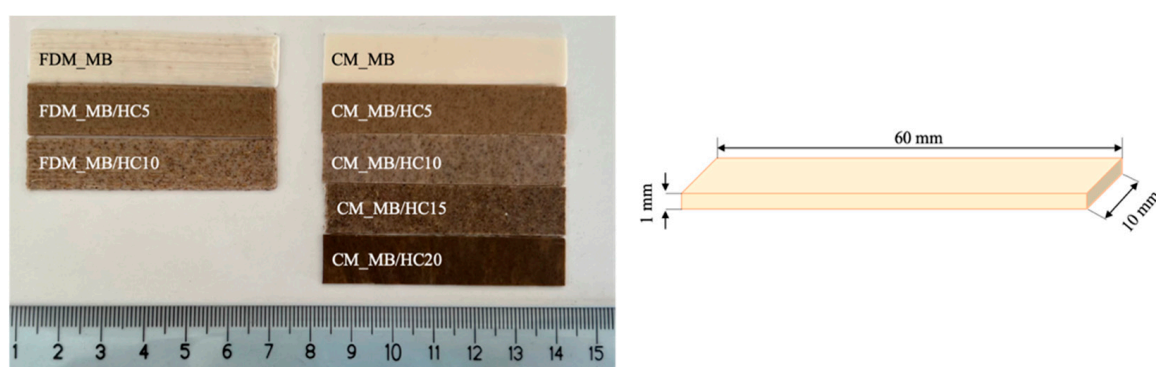 FDM_MB
FDM_MB/HC5
FDM_MB/HC10
CM_MB
CM_MB/HC5
CM_MB/HC10
CM_MB/HC15
CM_MB/HC20
1 2 3 4 5 6 7 8 9 10 11 12 13 14 15
60 mm
1 mm
10 mm